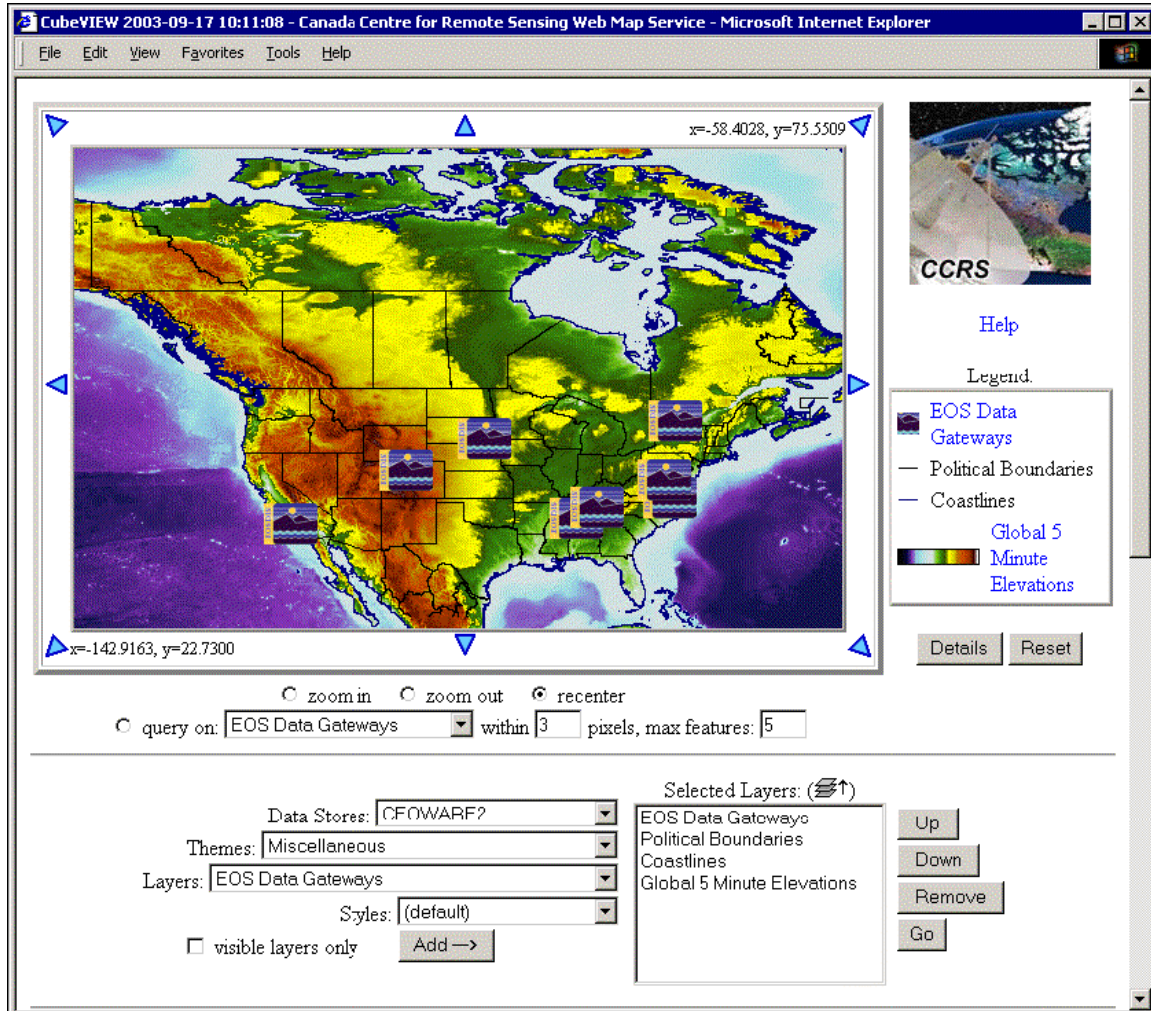 CubeVIEW 2003-09-17 10:11:08 - Canada Centre for Remote Sensing Web Map Service - Microsoft Internet Explorer
File Edit View Favorites Tools Help
x=-58.4028, y=75.5509
CCRS
Help
Legend:
EOS Data
Gateways
Political Boundaries
Coastlines
Global 5
Minute
Elevations
x=-142.9163, y=22.7300
Details Reset
zoom in zoom out recenter
query on: EOS Data Gateways within 3 pixels, max features: 5
Selected Layers: ( )
Data Stores: CEOWARE2
Themes: Miscellaneous
Layers: EOS Data Gateways
Styles: (default)
visible layers only Add -->
EOS Data Gateways
Political Boundaries
Coastlines
Global 5 Minute Elevations
Up
Down
Remove
Go